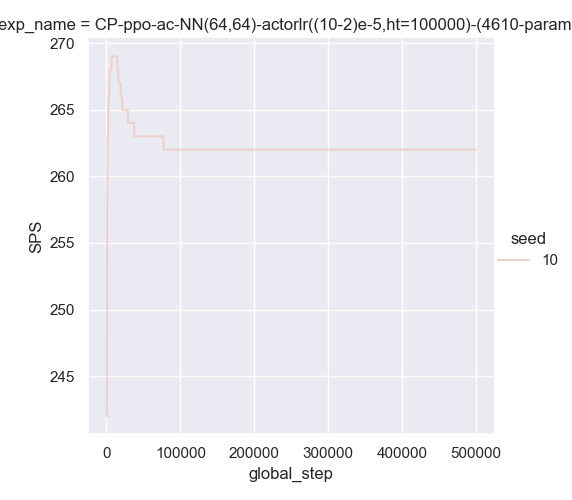 exp_name = CP-ppo-ac-NN(64,64)-actorlr((10-2)e-5,ht=100000)-(4610-param
270
265
260
255
250
245
SPS
0 100000 200000 300000 400000 500000
global_step
seed
10